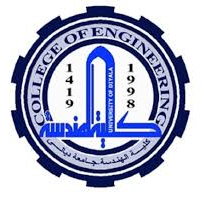 COLLEGE OF ENGINEERING
1419
1998
UNIVERSITY OF DIYALA
كلية الهندسة
كلية الهندسة جامعة ديالى